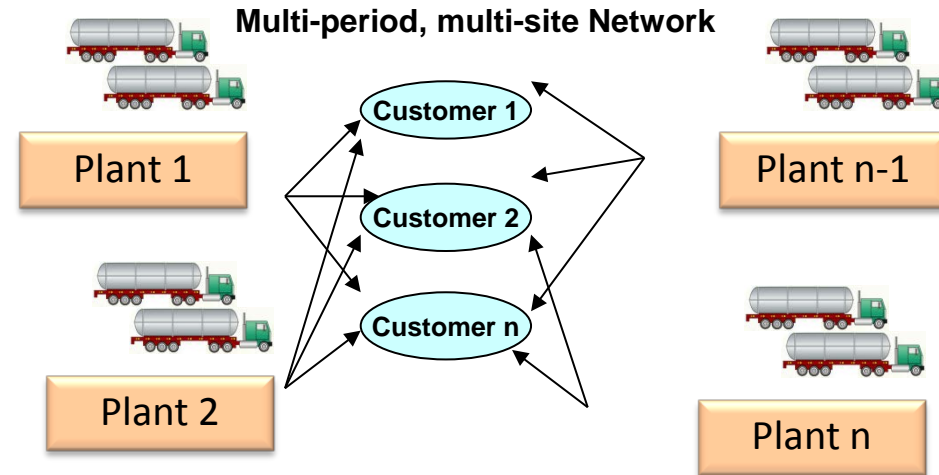 Multi-period, multi-site Network
Customer 1
Plant 1
Plant n-1
Customer 2
Customer n
Plant 2
Plant n